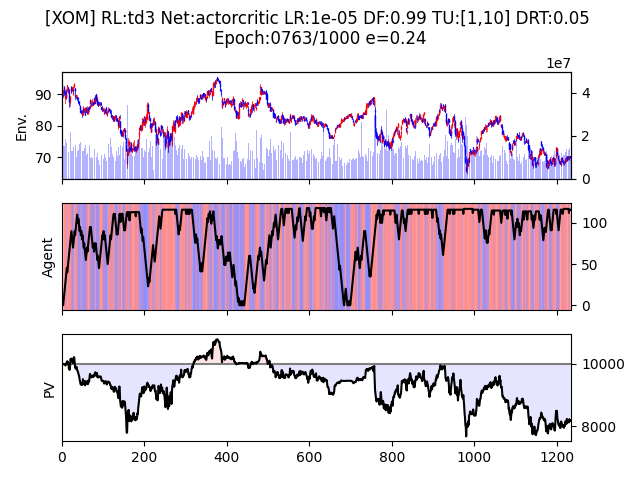 [XOM] RL:td3 Net:actorcritic LR:1e-05 DF:0.99 TU:[1,10] DRT:0.05
Epoch:0763/1000 e=0.24
1e7
90
80
70
Env.
4
2
0
Agent
100
50
0
PV
10000
8000
0 200 400 600 800 1000 1200